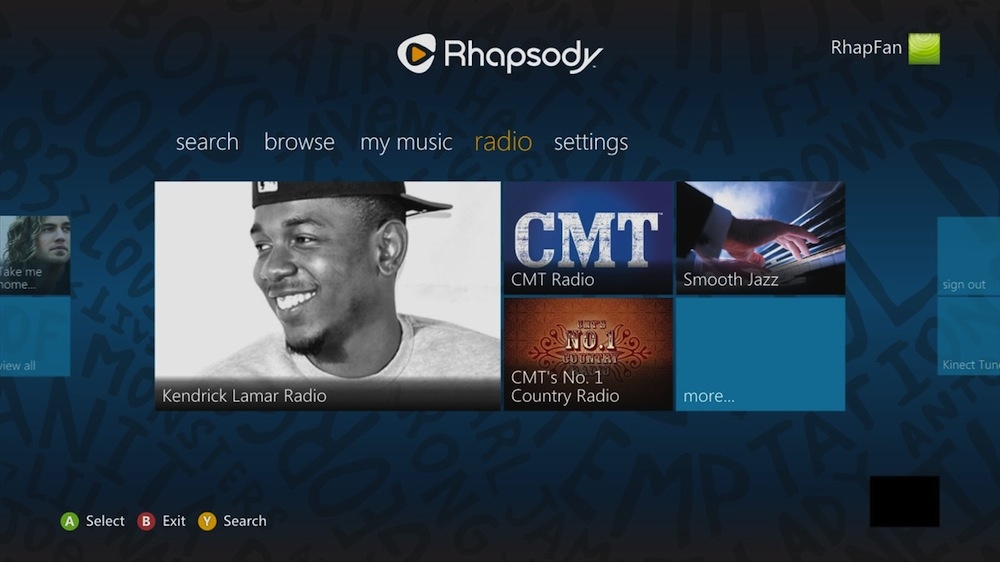 Rhapsody
RhapFan
search browse my music radio settings
CMT
CMT Radio
Smooth Jazz
Take me
home...
view all
Kendrick Lamar Radio
CMT'S
NO.1
COUNTRY
CMT's No. 1
Country Radio
more...
sign out
Kinect Tun
A Select B Exit Y Search